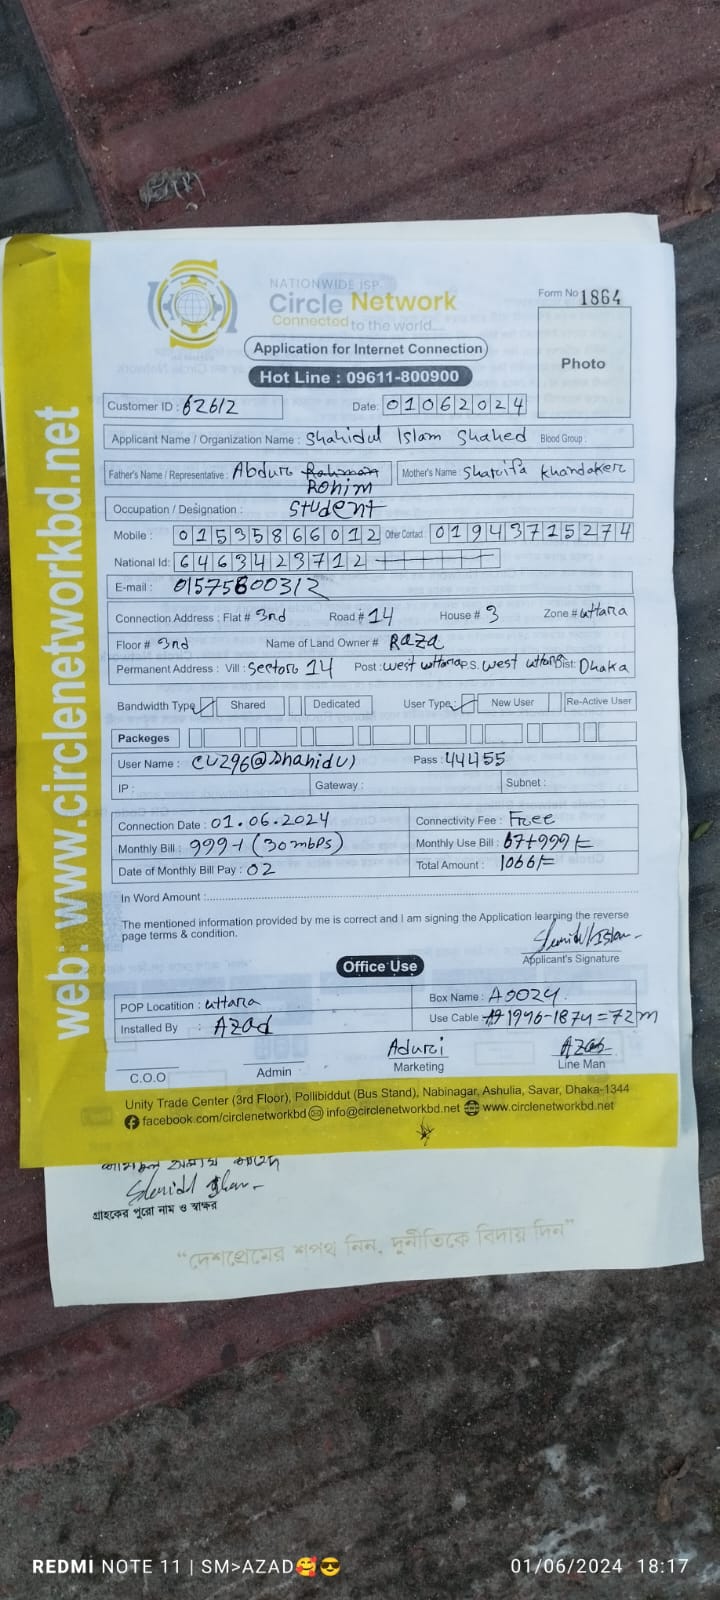 NATIONWIDE ISP
Circle Network
Connected to the world...
Form No 1864
Photo
Application for Internet Connection
Hot Line : 09611-800900
Customer ID : 62612 Date: 01062024
Applicant Name / Organization Name : Shahidul Islam Shahed Blood Group :
Father's Name / Representative : Abdur Rahiman Mother's Name : Sharifa Khandaker
Rohim
Occupation / Designation : Student
Mobile : 01535866012 Other Contact : 01943715274
National Id: 6463423712
E-mail : 01575800312
Connection Address : Flat # 3nd Road # 14 House # 3 Zone # uttara
Floor # 3nd Name of Land Owner # Raza
Permanent Address : Vill : Sector 14 Post : west uttara P.S. west uttara Dist: Dhaka
Bandwidth Type: Shared Dedicated User Type: New User Re-Active User
Packeges
User Name : CU296@Shahidul Pass : 44455
IP : Gateway : Subnet :
Connection Date : 01.06.2024 Connectivity Fee : Free
Monthly Bill : 999/- (30mbps) Monthly Use Bill : 67+999/=
Date of Monthly Bill Pay : 02 Total Amount : 1066/=
In Word Amount :
The mentioned information provided by me is correct and I am signing the Application learping the reverse
page terms & condition.
Applicant's Signature
Office Use
POP Locatition : uttara Box Name : A0024
Installed By : Azad Use Cable 1946-1874=72m
C.O.O Admin Marketing Line Man
Unity Trade Center (3rd Floor), Pollibiddut (Bus Stand), Nabinagar, Ashulia, Savar, Dhaka-1344
facebook.com/circlenetworkbd info@circlenetworkbd.net www.circlenetworkbd.net
web: www.circlenetworkbd.net
গ্রাহকের পুরো নাম ও স্বাক্ষর
“দেশপ্রেমের শপথ নিন, দুর্নীতিকে বিদায় দিন”
REDMI NOTE 11 | SM>AZAD🥰😎 01/06/2024 18:17